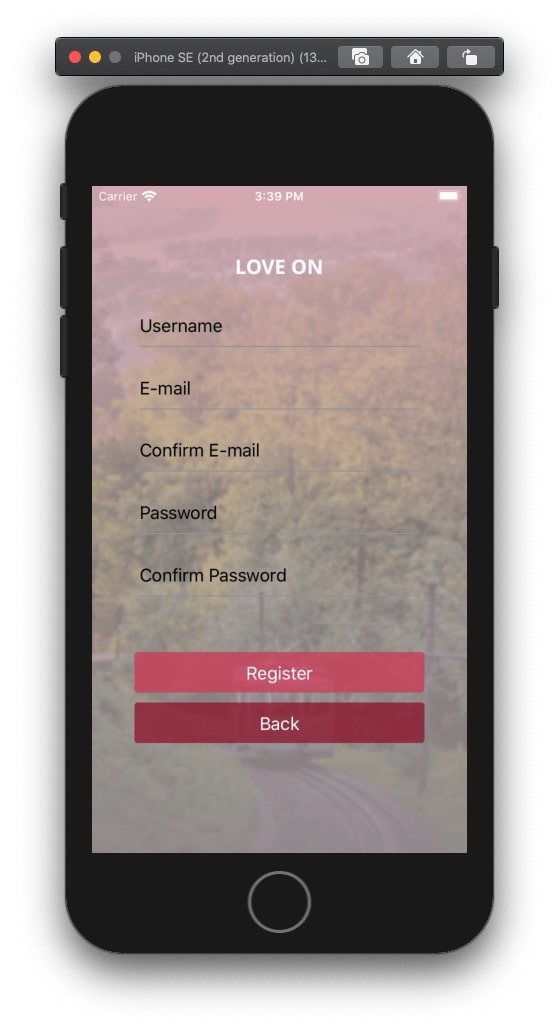 iPhone SE (2nd generation) (13...
Carrier 3:39 PM
LOVE ON
Username
E-mail
Confirm E-mail
Password
Confirm Password
Register
Back